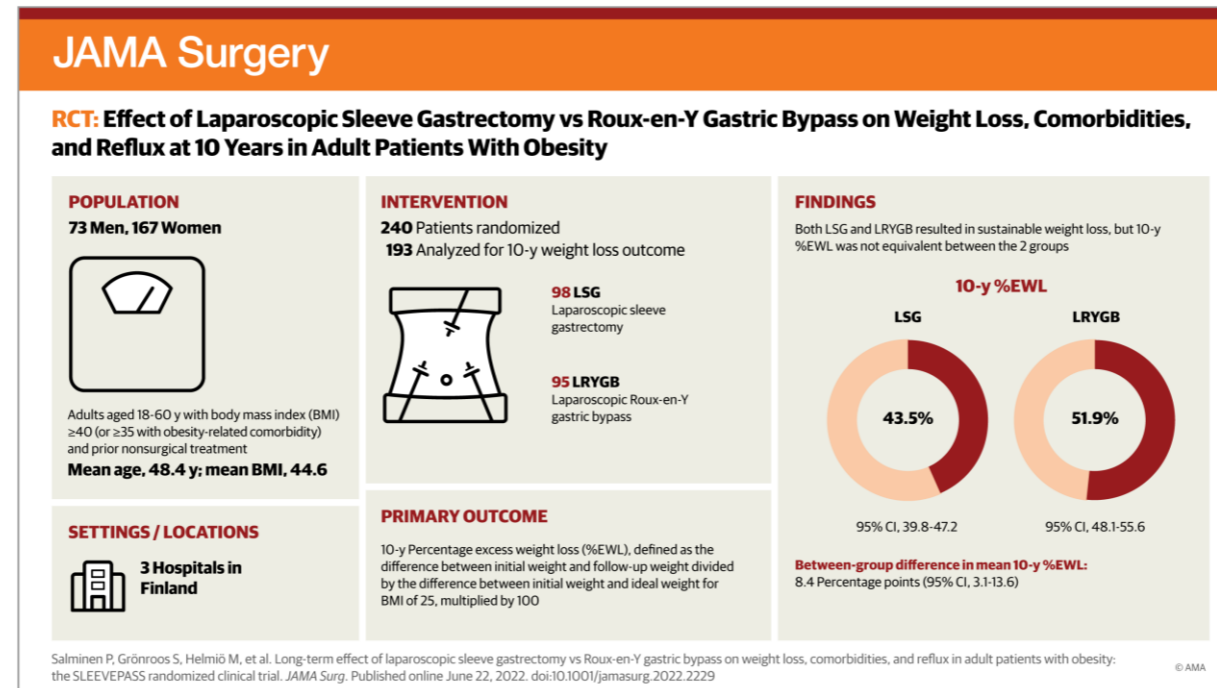 JAMA Surgery
RCT: Effect of Laparoscopic Sleeve Gastrectomy vs Roux-en-Y Gastric Bypass on Weight Loss, Comorbidities,
and Reflux at 10 Years in Adult Patients With Obesity
POPULATION
73 Men, 167 Women
Adults aged 18-60 y with body mass index (BMI)
≥40 (or ≥35 with obesity-related comorbidity)
and prior nonsurgical treatment
Mean age, 48.4 y; mean BMI, 44.6
SETTINGS / LOCATIONS
3 Hospitals in
Finland
INTERVENTION
240 Patients randomized
193 Analyzed for 10-y weight loss outcome
98 LSG
Laparoscopic sleeve
gastrectomy
95 LRYGB
Laparoscopic Roux-en-Y
gastric bypass
PRIMARY OUTCOME
10-y Percentage excess weight loss (%EWL), defined as the
difference between initial weight and follow-up weight divided
by the difference between initial weight and ideal weight for
BMI of 25, multiplied by 100
FINDINGS
Both LSG and LRYGB resulted in sustainable weight loss, but 10-y
%EWL was not equivalent between the 2 groups
10-y %EWL
LSG
LRYGB
43.5%
51.9%
95% CI, 39.8-47.2
95% CI, 48.1-55.6
Between-group difference in mean 10-y %EWL:
8.4 Percentage points (95% CI, 3.1-13.6)
Salminen P, Grönroos S, Helmiö M, et al. Long-term effect of laparoscopic sleeve gastrectomy vs Roux-en-Y gastric bypass on weight loss, comorbidities, and reflux in adult patients with obesity:
the SLEEVEPASS randomized clinical trial. JAMA Surg. Published online June 22, 2022. doi:10.1001/jamasurg.2022.2229
© AMA